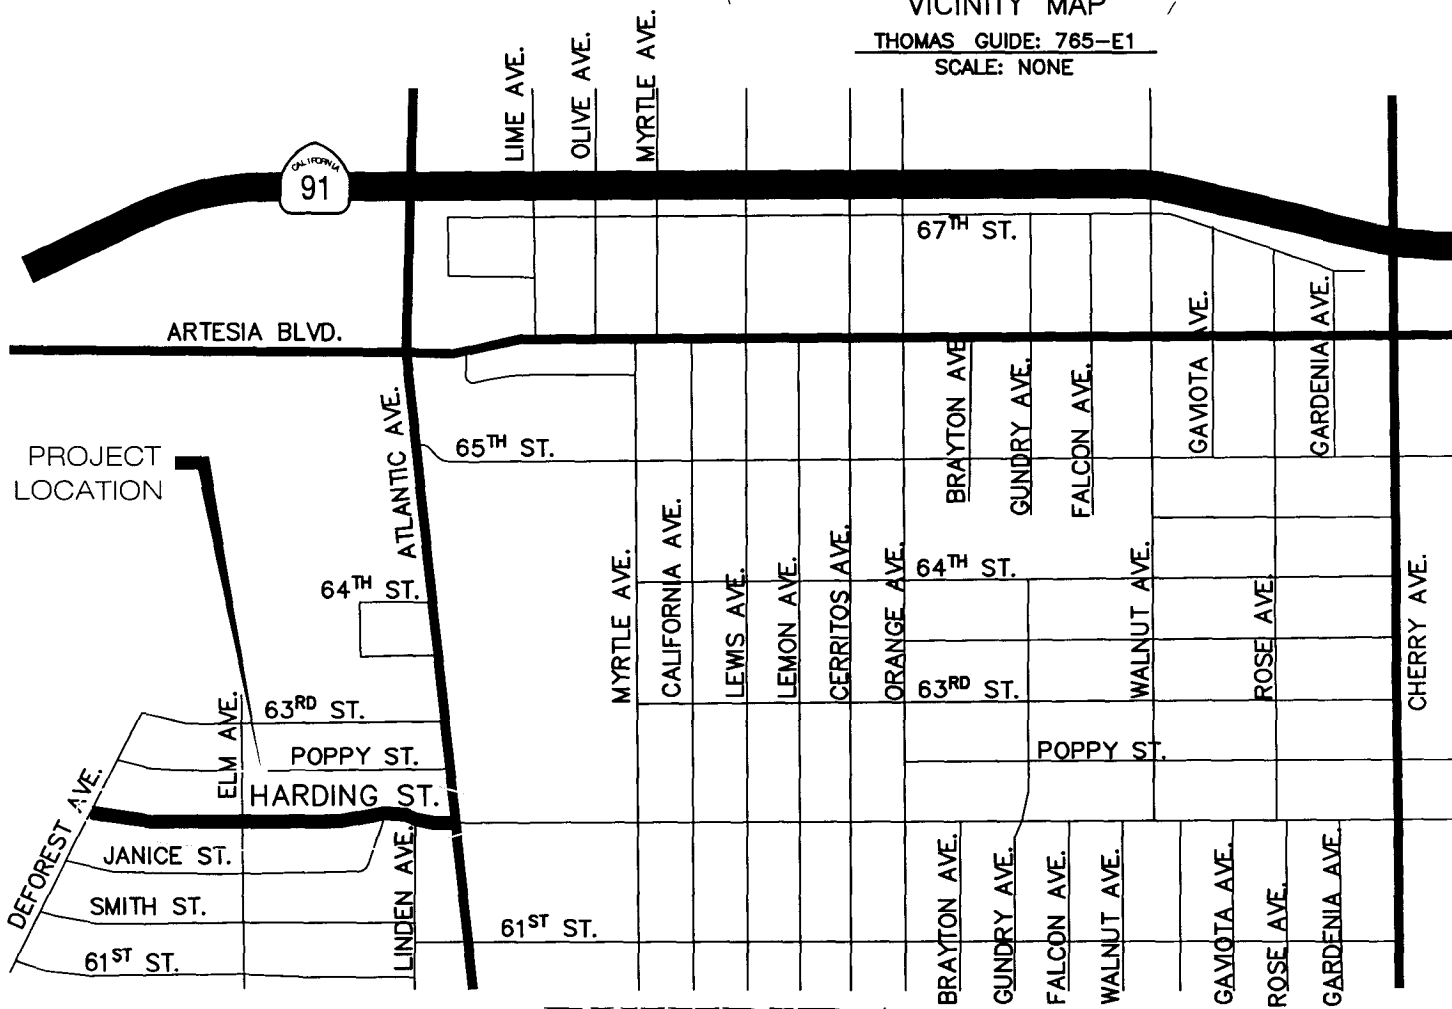 VICINITY MAP
THOMAS GUIDE: 765-E1
SCALE: NONE
LIME AVE.
OLIVE AVE.
MYRTLE AVE.
CALIFORNIA
91
67TH ST.
ARTESIA BLVD.
ATLANTIC AVE.
65TH ST.
BRAYTON AVE
GUNDRY AVE.
FALCON AVE.
GAVIOTA AVE.
GARDENIA AVE.
PROJECT
LOCATION
64TH ST.
MYRTLE AVE.
CALIFORNIA AVE.
LEWIS AVE.
LEMON AVE.
CERRITOS AVE.
ORANGE AVE.
64TH ST.
WALNUT AVE.
ROSE AVE.
CHERRY AVE.
63RD ST.
63RD ST.
ELM AVE.
POPPY ST.
POPPY ST.
HARDING ST.
DEFOREST AVE.
JANICE ST.
SMITH ST.
61ST ST.
LINDEN AVE.
61ST ST.
BRAYTON AVE.
GUNDRY AVE.
FALCON AVE.
WALNUT AVE.
GAVIOTA AVE.
ROSE AVE.
GARDENIA AVE.